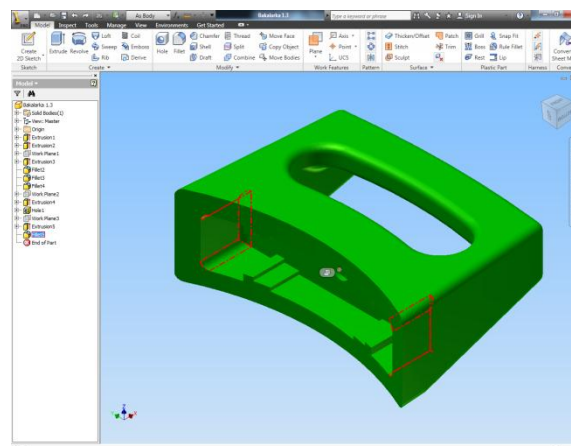 As Body
Bakalarka 1.3
Type a keyword or phrase
Sign In
Model Inspect Tools Manage View Environments Get Started
Create 2D Sketch
Extrude Revolve
Loft Coil
Sweep Emboss
Rib Derive
Hole Fillet
Chamfer Thread Move Face
Shell Split Copy Object
Draft Combine Move Bodies
Plane
Axis
Point
UCS
Thicken/Offset Patch
Stitch Trim
Sculpt
Grill Snap Fit
Boss Rule Fillet
Rest Lip
Sketch Create Modify Work Features Pattern Surface Plastic Part Harness
Model
Bakalarka 1.3
Solid Bodies(1)
View: Master
Origin
Extrusion1
Extrusion2
Work Plane1
Extrusion3
Fillet2
Fillet3
Fillet4
Work Plane2
Extrusion4
Hole1
Work Plane3
Extrusion5
End of Part